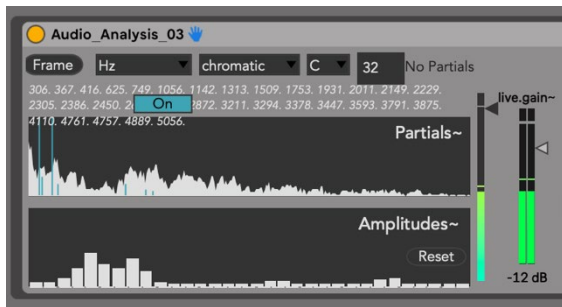 Audio_Analysis_03
Frame Hz chromatic C 32 No Partials
306. 367. 416. 625. 749. 1056. 1142. 1313. 1509. 1753. 1931. 2011. 2149. 2229.
2305. 2386. 2450. 2 On 2872. 3211. 3294. 3378. 3447. 3593. 3791. 3875.
4110. 4761. 4757. 4889. 5056.
live.gain~
Partials~
Amplitudes~
Reset
-12 dB